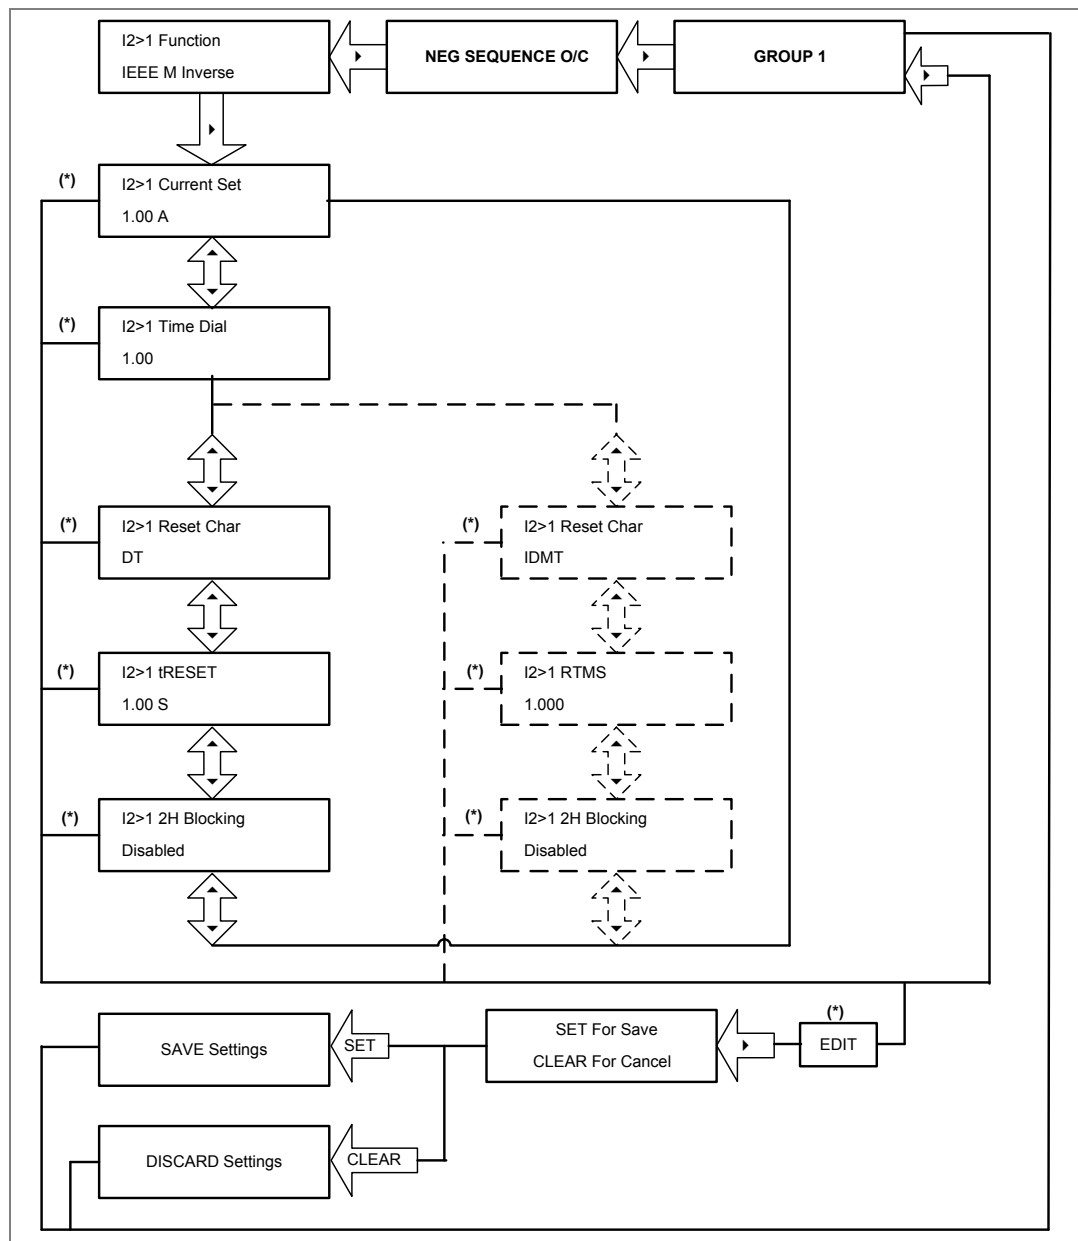 I2>1 Function
IEEE M Inverse
NEG SEQUENCE O/C
GROUP 1
(*)
I2>1 Current Set
1.00 A
(*)
I2>1 Time Dial
1.00
(*)
I2>1 Reset Char
DT
(*)
I2>1 Reset Char
IDMT
(*)
I2>1 tRESET
1.00 S
(*)
I2>1 RTMS
1.000
(*)
I2>1 2H Blocking
Disabled
(*)
I2>1 2H Blocking
Disabled
SAVE Settings
SET
SET For Save
CLEAR For Cancel
(*)
EDIT
DISCARD Settings
CLEAR